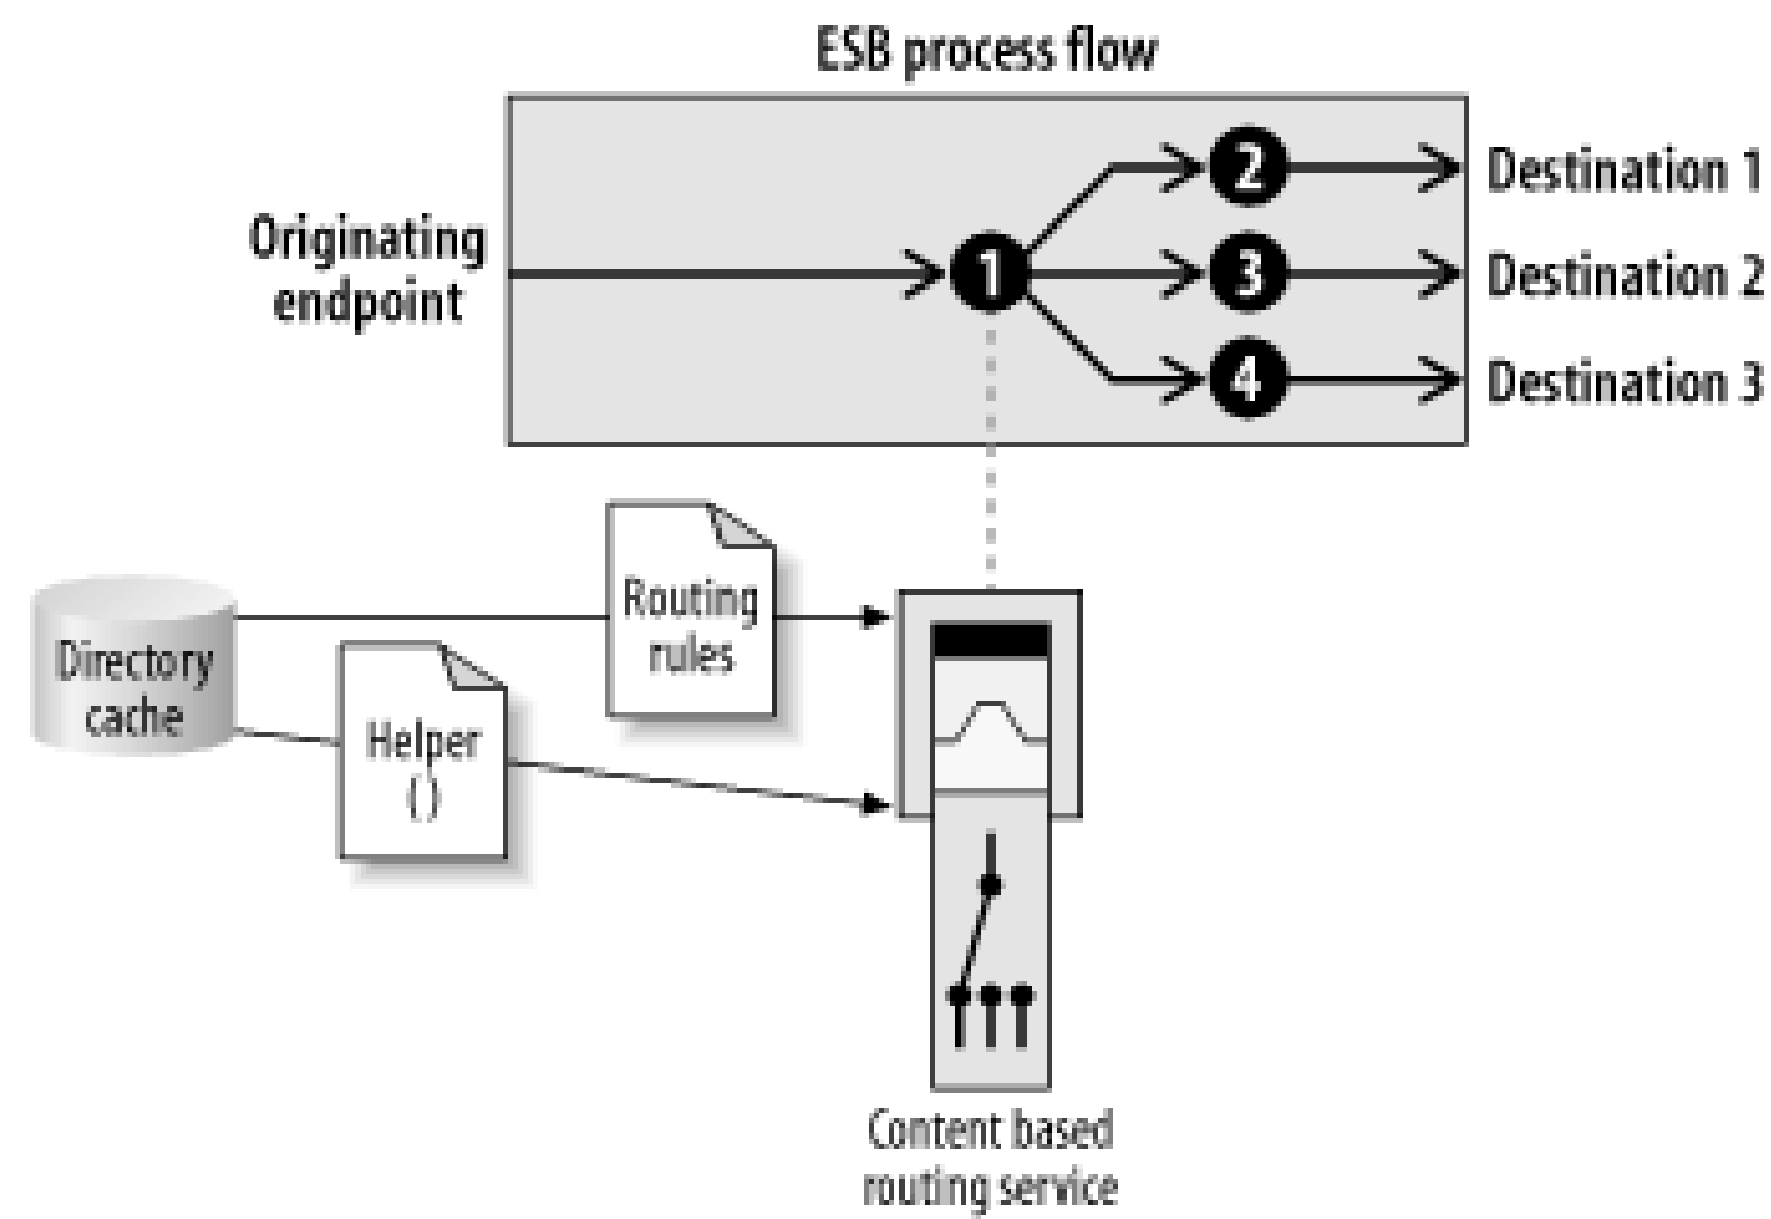 ESB process flow
Originating
endpoint
1
2
3
4
Destination 1
Destination 2
Destination 3
Directory
cache
Routing
rules
Helper
()
Content based
routing service